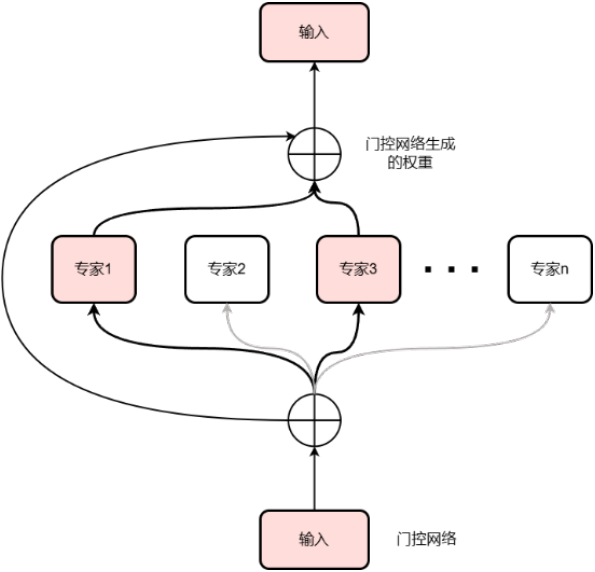 输入
门控网络生成
的权重
专家1
专家2
专家3
专家n
输入
门控网络